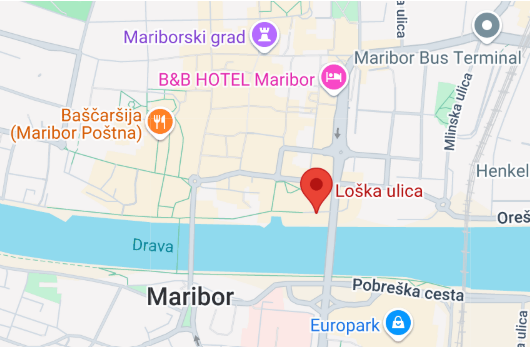 ulica
Mariborski grad
Maribor Bus Terminal
B&B HOTEL Maribor
Baščaršija
(Maribor Poštna)
Mlinska ulica
Henkel
Loška ulica
Oreš
Drava
Maribor
Pobreška cesta
Europark
ulica